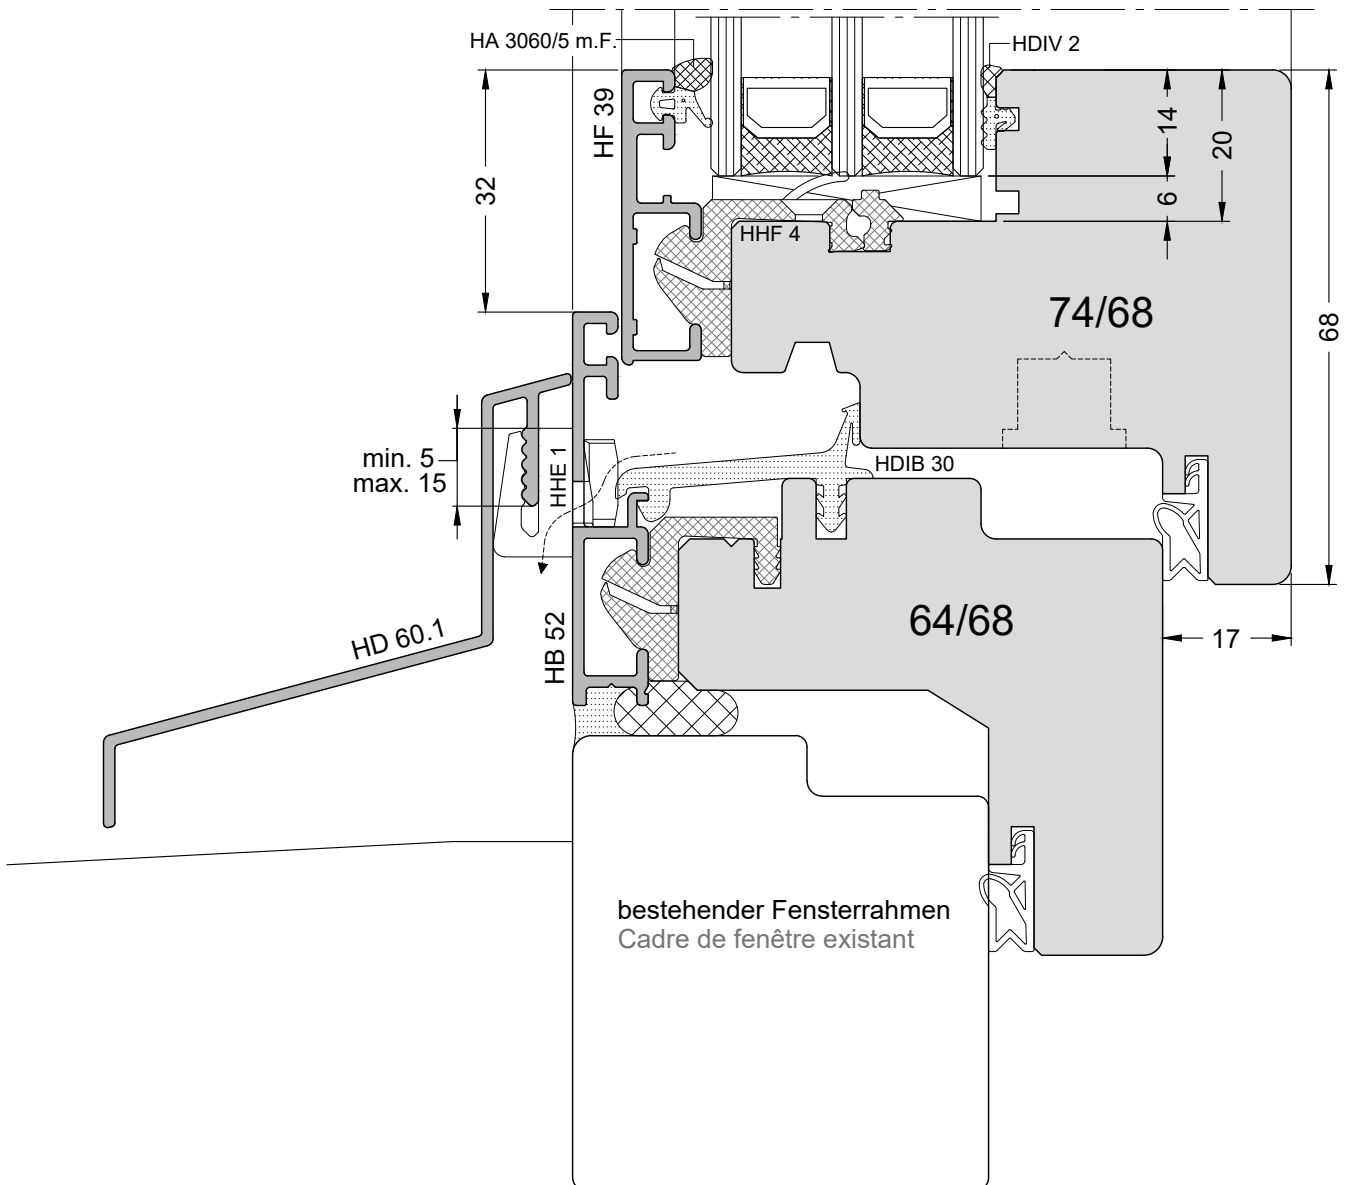 HA 3060/5 m.F.
HDIV 2
HF 39
32
14
20
6
HHF 4
74/68
68
min. 5
max. 15
HHE 1
HDIB 30
HD 60.1
HB 52
64/68
17
bestehender Fensterrahmen
Cadre de fenêtre existant